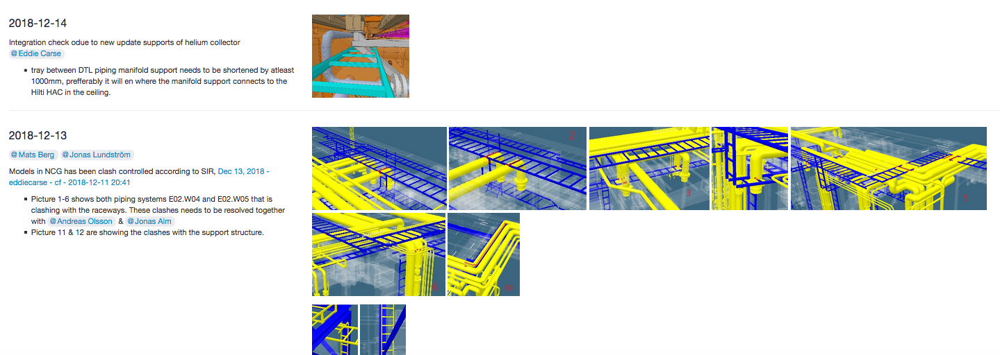 2018-12-14
Integration check odue to new update supports of helium collector
@Eddie Carse
• tray between DTL piping manifold support needs to be shortened by atleast
1000mm, prefferably it will en where the manifold support connects to the
Hilti HAC in the ceiling.
2018-12-13
@Mats Berg @Jonas Lundström
Models in NCG has been clash controlled according to SIR, Dec 13, 2018 -
eddiecarse - cf - 2018-12-11 20:41
▪ Picture 1-6 shows both piping systems E02.W04 and E02.W05 that is
clashing with the raceways. These clashes needs to be resolved together
with @Andreas Olsson & @Jonas Alm
▪ Picture 11 & 12 are showing the clashes with the support structure.
2
3
10